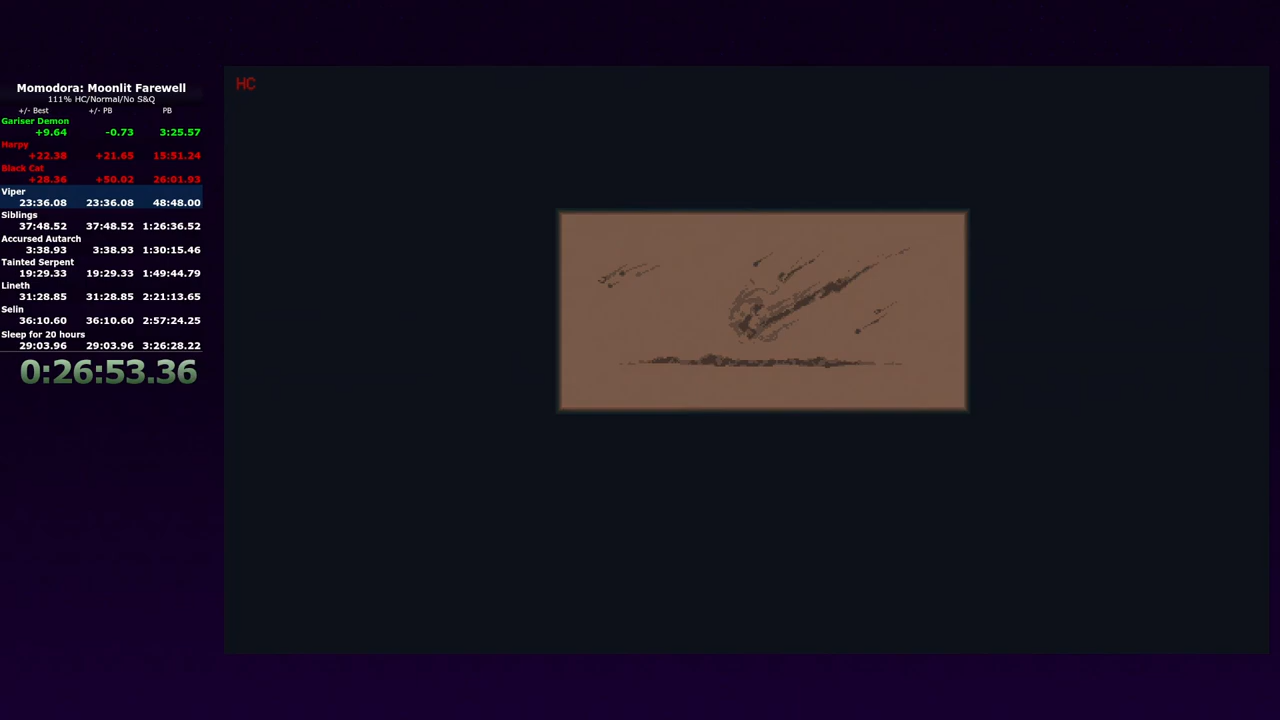 Momodora: Moonlit Farewell
111% HC/Normal/No S&Q
+/- Best +/- PB PB
Gariser Demon
+9.64 -0.73 3:25.57
Harpy
+22.38 +21.65 15:51.24
Black Cat
+28.36 +50.02 26:01.93
Viper
23:36.08 23:36.08 48:48.00
Siblings
37:48.52 37:48.52 1:26:36.52
Accursed Autarch
3:38.93 3:38.93 1:30:15.46
Tainted Serpent
19:29.33 19:29.33 1:49:44.79
Lineth
31:28.85 31:28.85 2:21:13.65
Selin
36:10.60 36:10.60 2:57:24.25
Sleep for 20 hours
29:03.96 29:03.96 3:26:28.22
0:26:53.36
HC